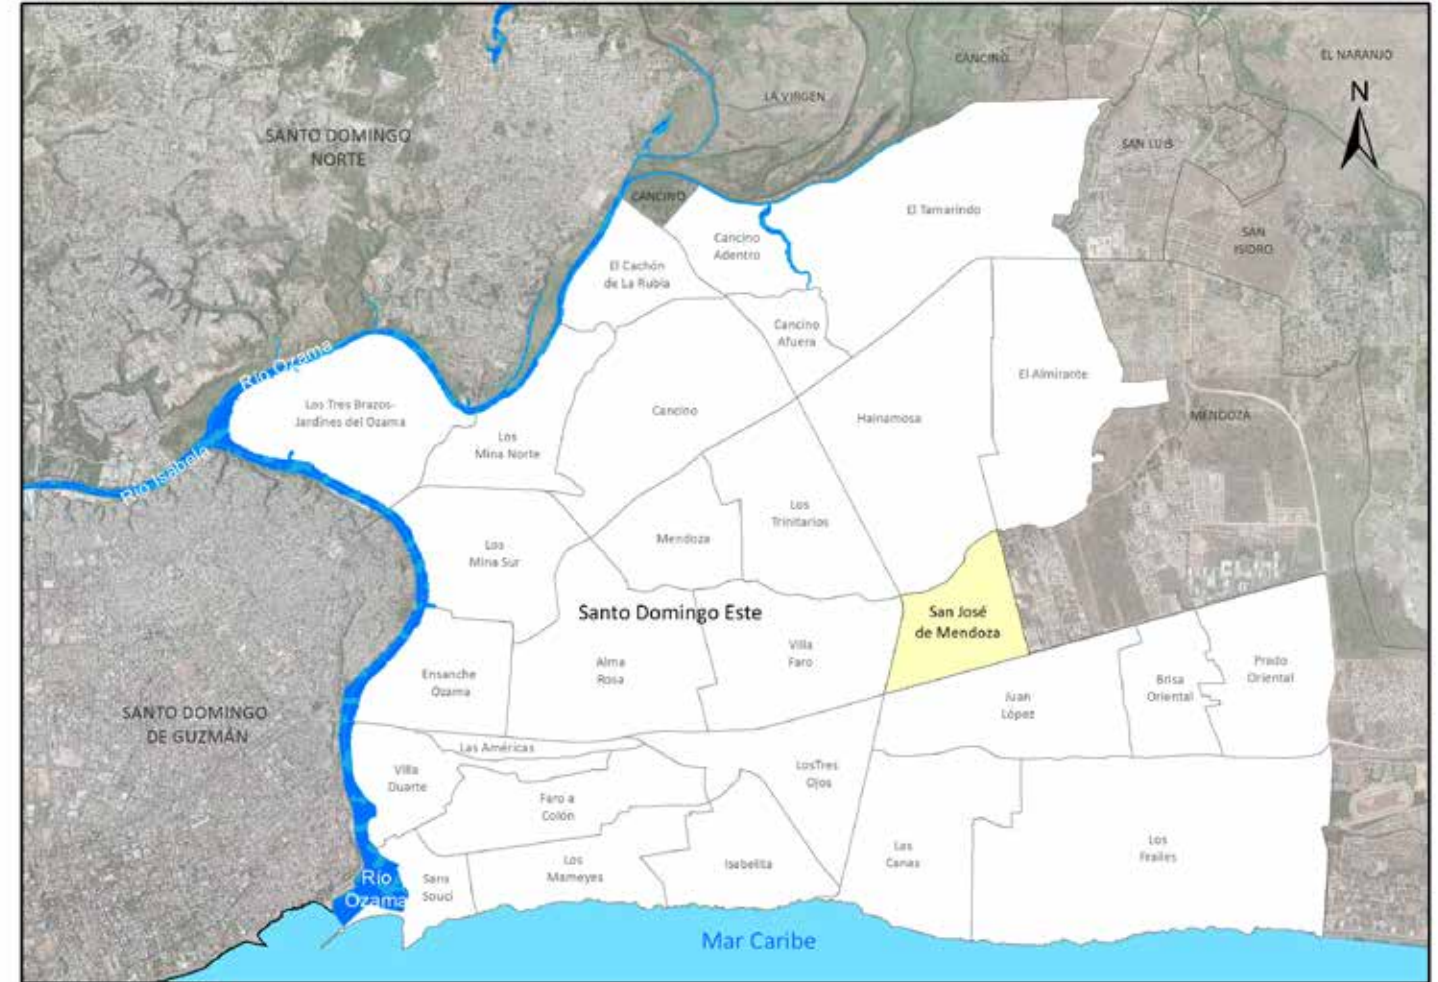 CANCINO
EL NARANJO
N
LA VIRGEN
SANTO DOMINGO
NORTE
SAN LUIS
CANCINO
El Tamarindo
SAN
ISIDRO
Cancino
Adentro
El Cachón
de La Rubia
Cancino
Afuera
Río Ozama
El Almirante
Los Tres Brazos-
Jardines del Ozama
Cancino
Hainamosa
MENDOZA
Los
Mina Norte
Río Isabela
Los
Trinitarios
Mendoza
Los
Mina Sur
Santo Domingo Este
San José
de Mendoza
Villa
Faro
Alma
Rosa
Ensanche
Ozama
Prado
Oriental
Brisa
Oriental
Juan
López
SANTO DOMINGO
DE GUZMÁN
Las Américas
Villa
Duarte
LosTres
Ojos
Faro a
Colón
Los
Frailes
Las
Canas
Los
Mameyes
Isabelita
Sans
Souci
Río
Ozama
Mar Caribe